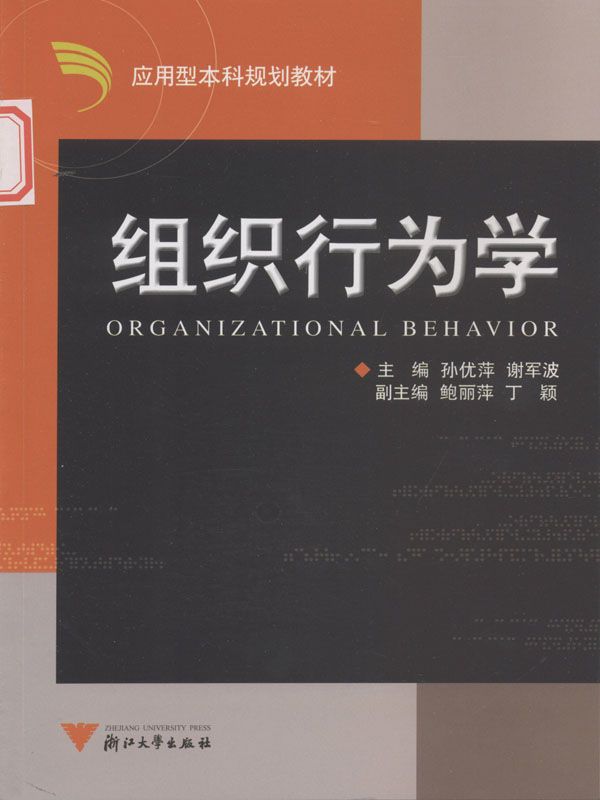 应用型本科规划教材
组织行为学
ORGANIZATIONAL BEHAVIOR
主 编 孙优萍 谢军波
副主编 鲍丽萍 丁 颖
ZHEJIANG UNIVERSITY PRESS
浙江大学出版社